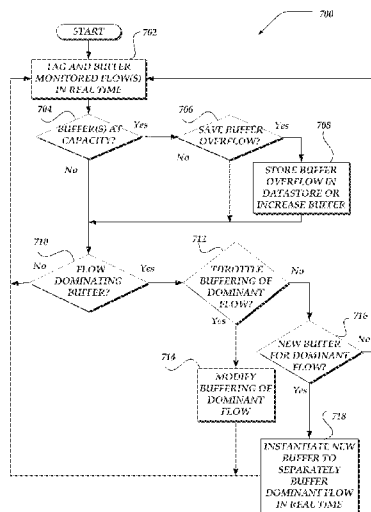 700
START
702
TAG AND BUFFER
MONITORED FLOW(S)
IN REAL TIME
704
BUFFER(S) AT
CAPACITY?
Yes
No
706
SAVE BUFFER
OVERFLOW?
Yes
No
708
STORE BUFFER
OVERFLOW IN
DATASTORE OR
INCREASE BUFFER
710
FLOW
DOMINATING
BUFFER?
No
Yes
712
THROTTLE
BUFFERING OF
DOMINANT
FLOW?
No
Yes
714
MODIFY
BUFFERING OF
DOMINANT
FLOW
716
NEW BUFFER
FOR DOMINANT
FLOW?
No
Yes
718
INSTANTIATE NEW
BUFFER TO
SEPARATELY
BUFFER
DOMINANT FLOW
IN REAL TIME